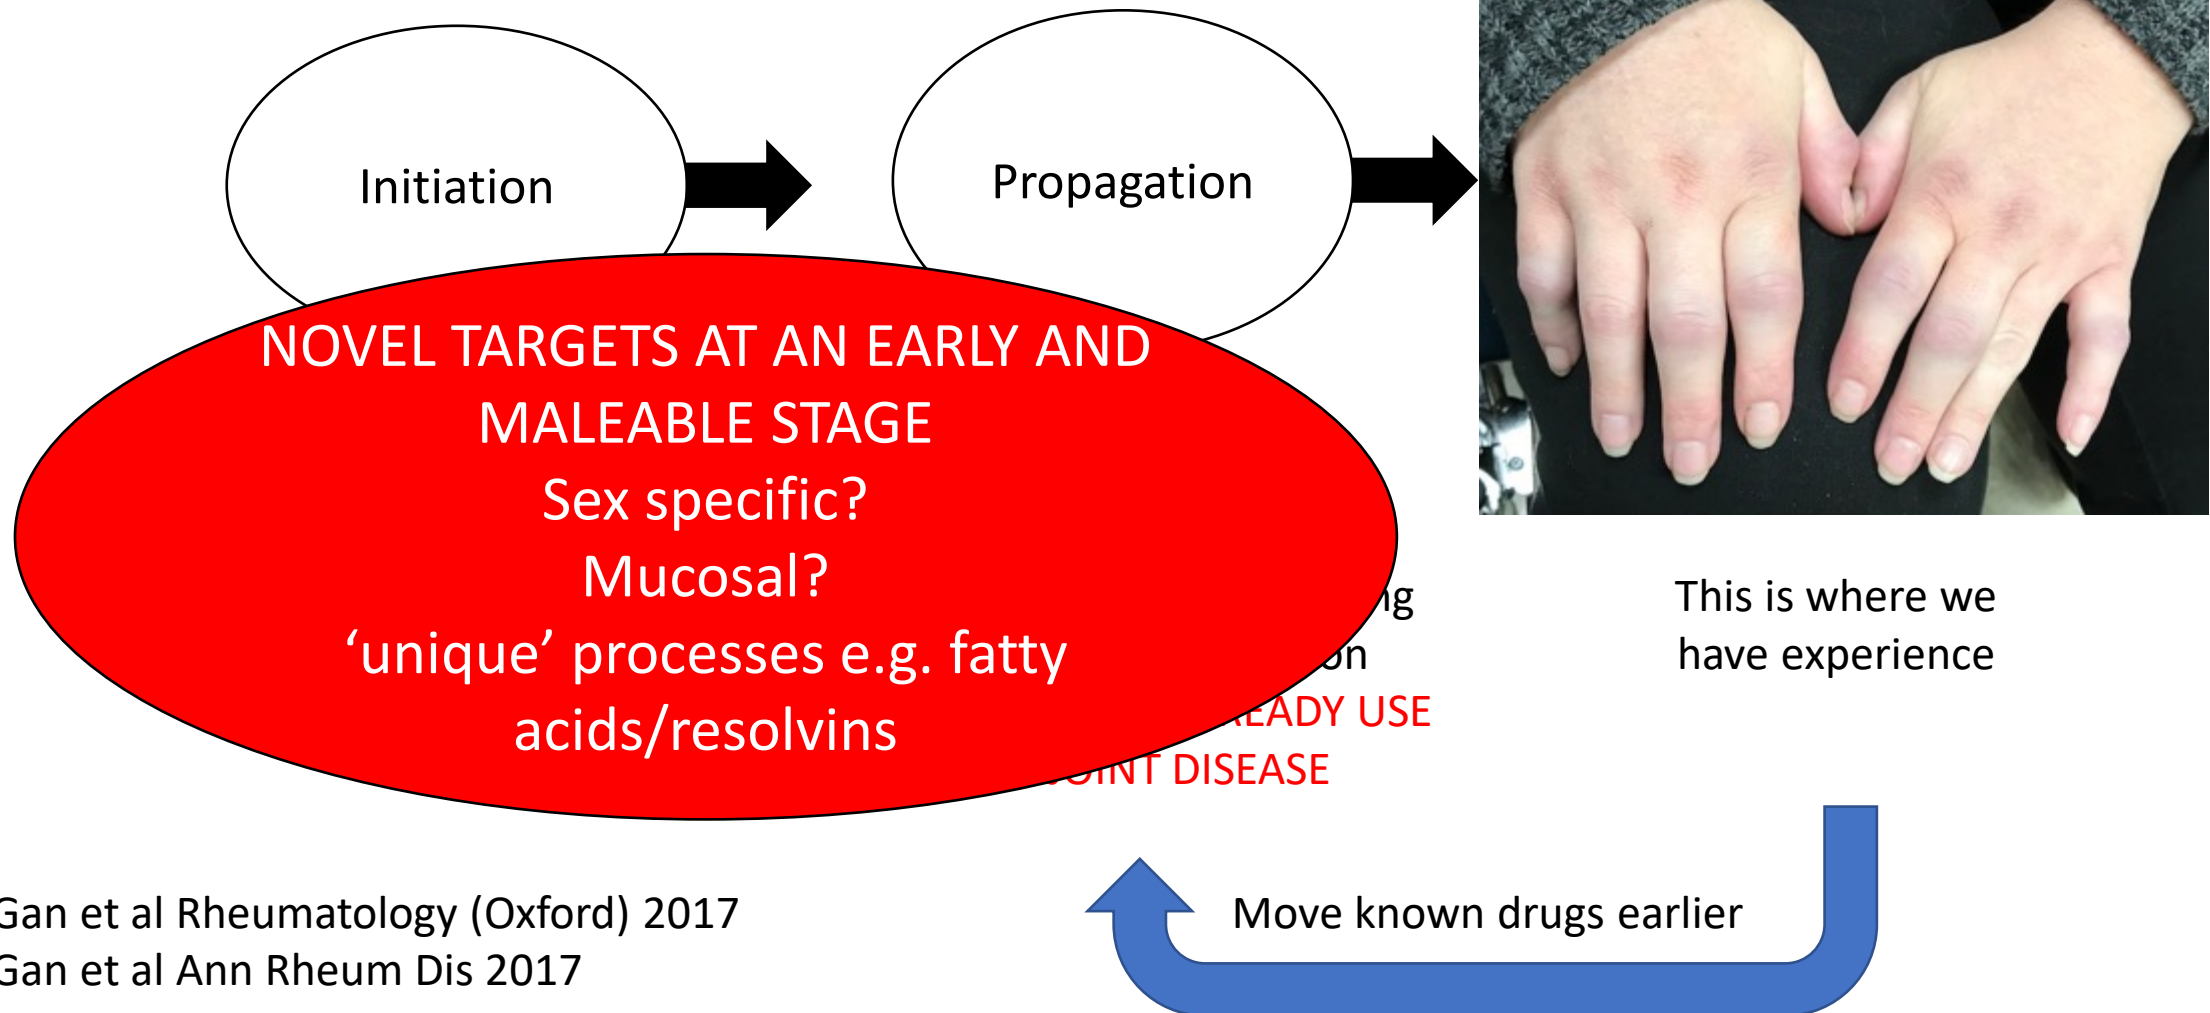 Initiation
Propagation
NOVEL TARGETS AT AN EARLY AND
MALEABLE STAGE
Sex specific?
Mucosal?
‘unique’ processes e.g. fatty
acids/resolvins
USE
DISEASE
This is where we
have experience
Move known drugs earlier
Gan et al Rheumatology (Oxford) 2017
Gan et al Ann Rheum Dis 2017